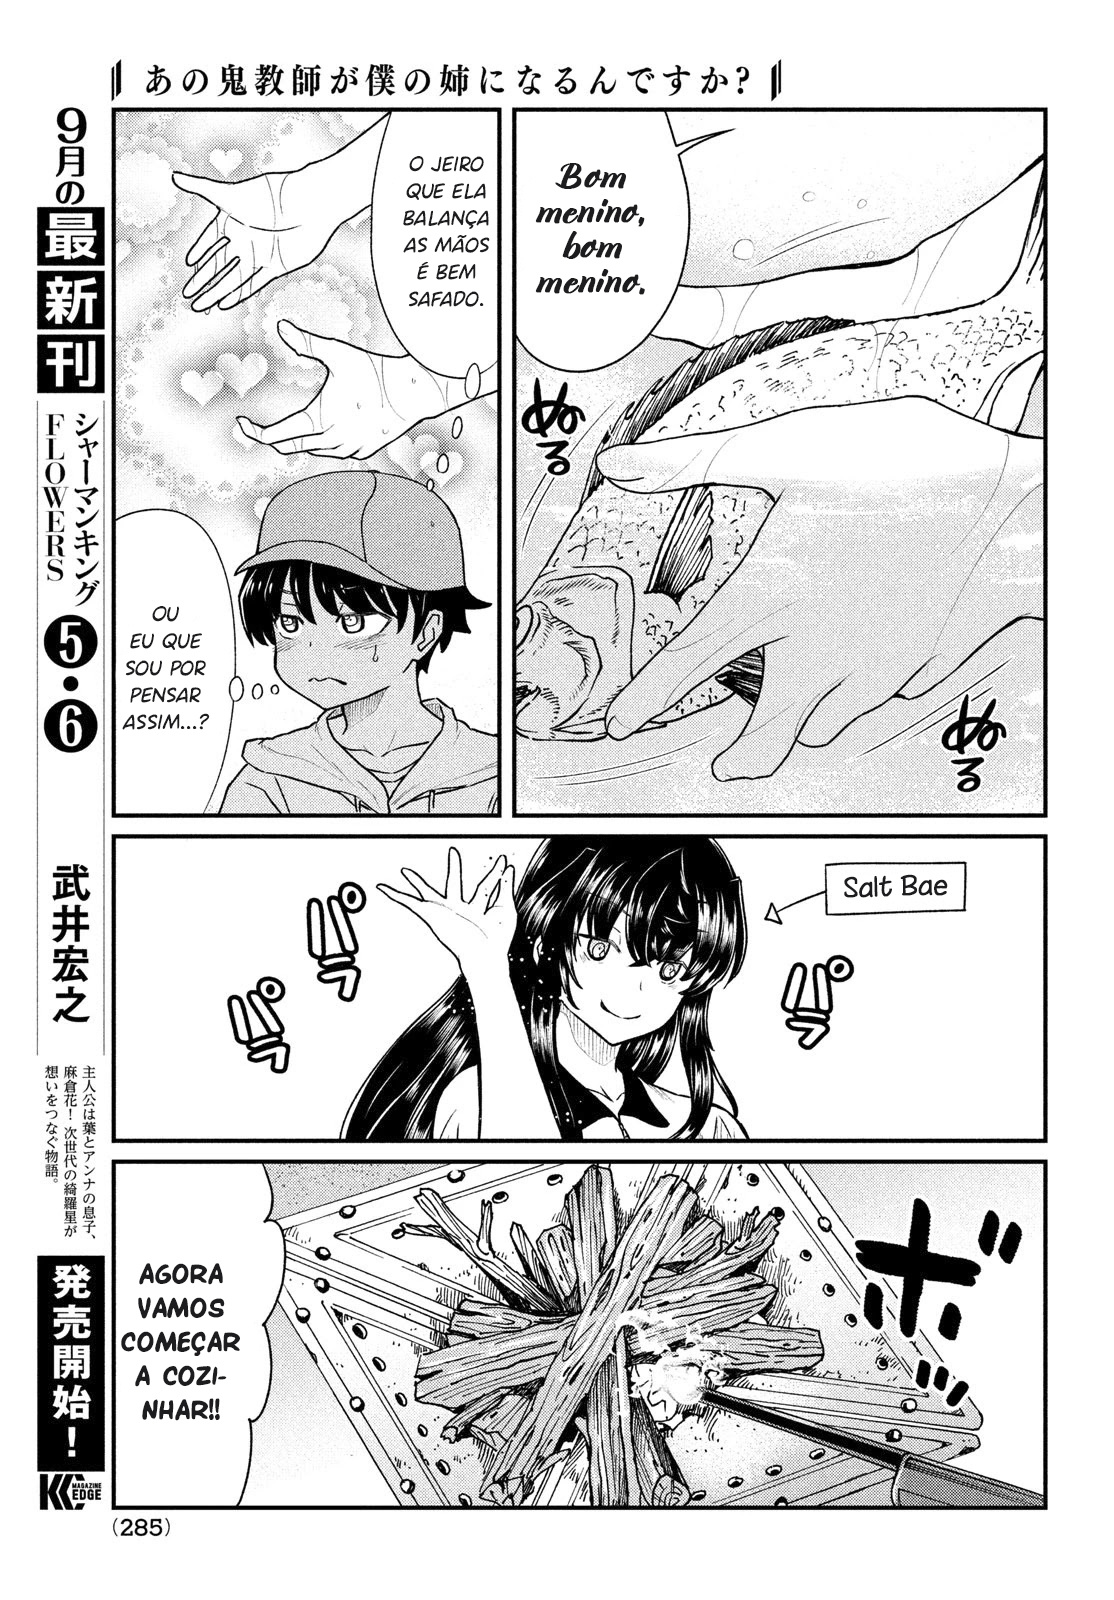 あの鬼教師が僕の姉になるんですか?
Bom
menino,
bom
menino.
ぬる
ぬる
O JEIRO
QUE ELA
BALANÇA
AS MÃOS
É BEM
SAFADO.
OU
EU QUE
SOU POR
PENSAR
ASSIM...?
Salt Bae
パラ
パラ
AGORA
VAMOS
COMEÇAR
A COZI-
NHAR!!
ボッ
9月の最新刊
シャーマンキング
FLOWERS
5・6
武井宏之
主人公は葉とアンナの息子、
麻倉花!次世代の綺羅星が
想いをつなぐ物語。
発売開始!
KC
MAGAZINE
EDGE
(285)